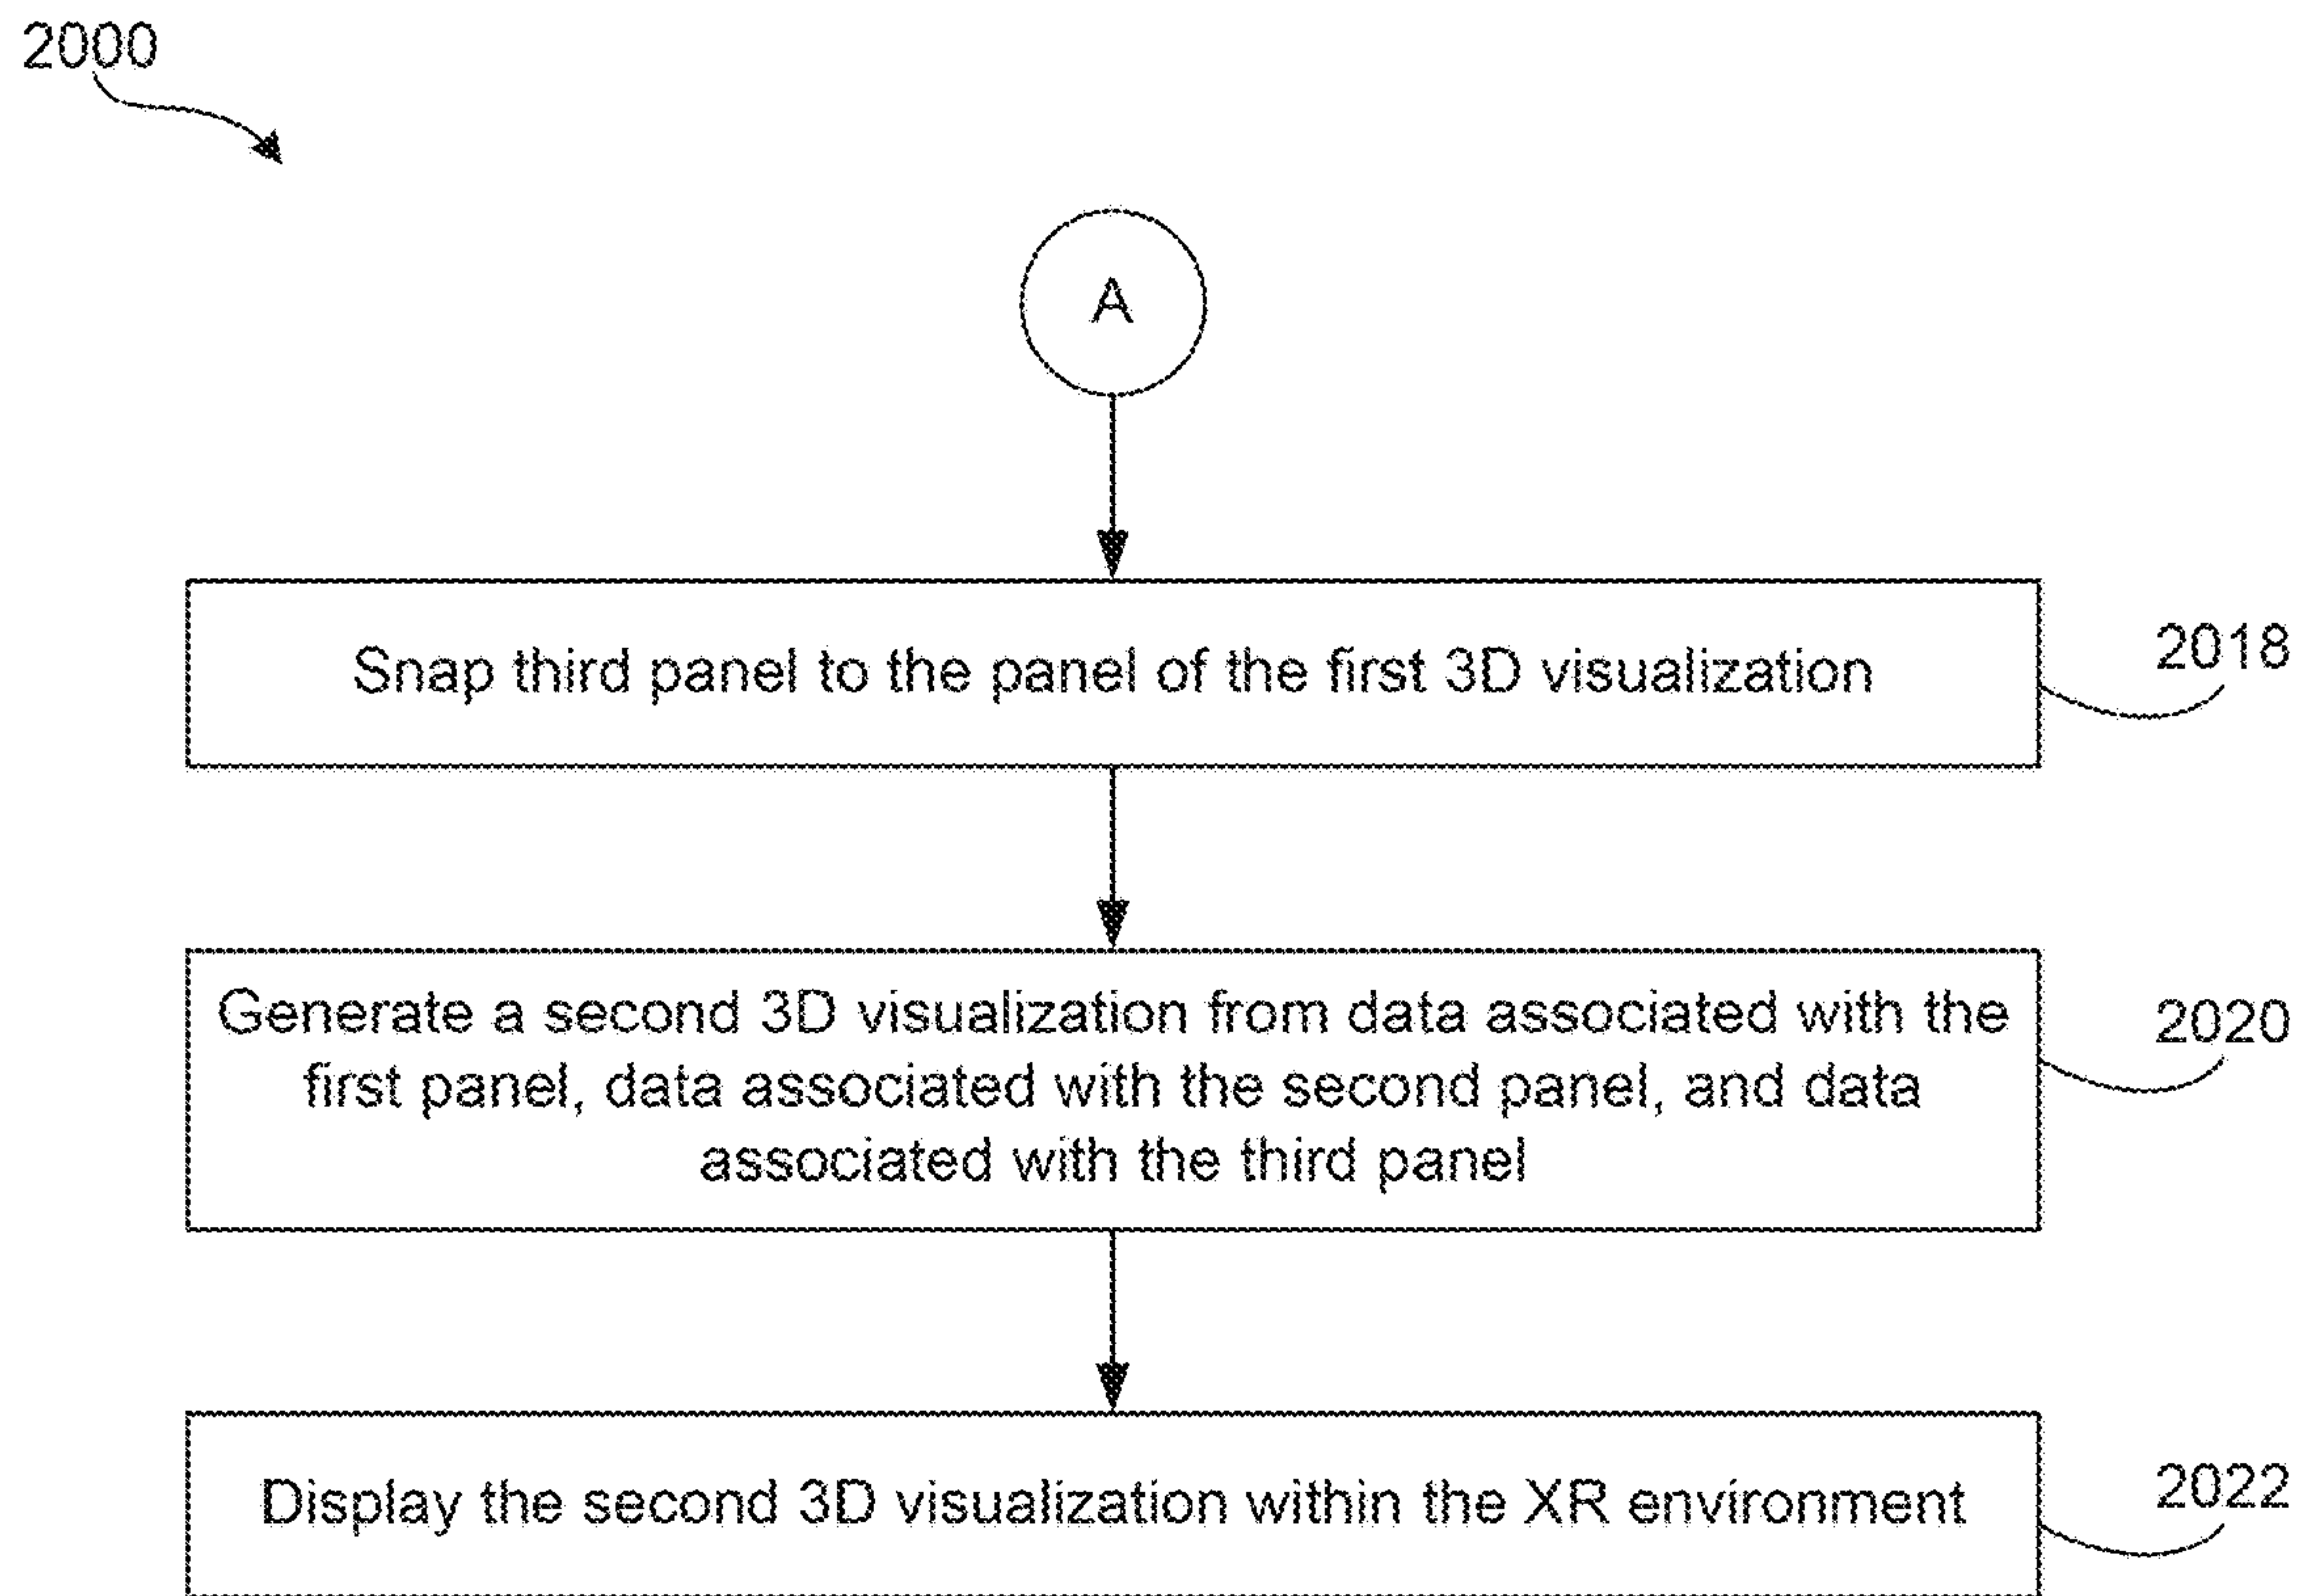 2000
A
Snap third panel to the panel of the first 3D visualization
2018
Generate a second 3D visualization from data associated with the
first panel, data associated with the second panel, and data
associated with the third panel
2020
Display the second 3D visualization within the XR environment
2022